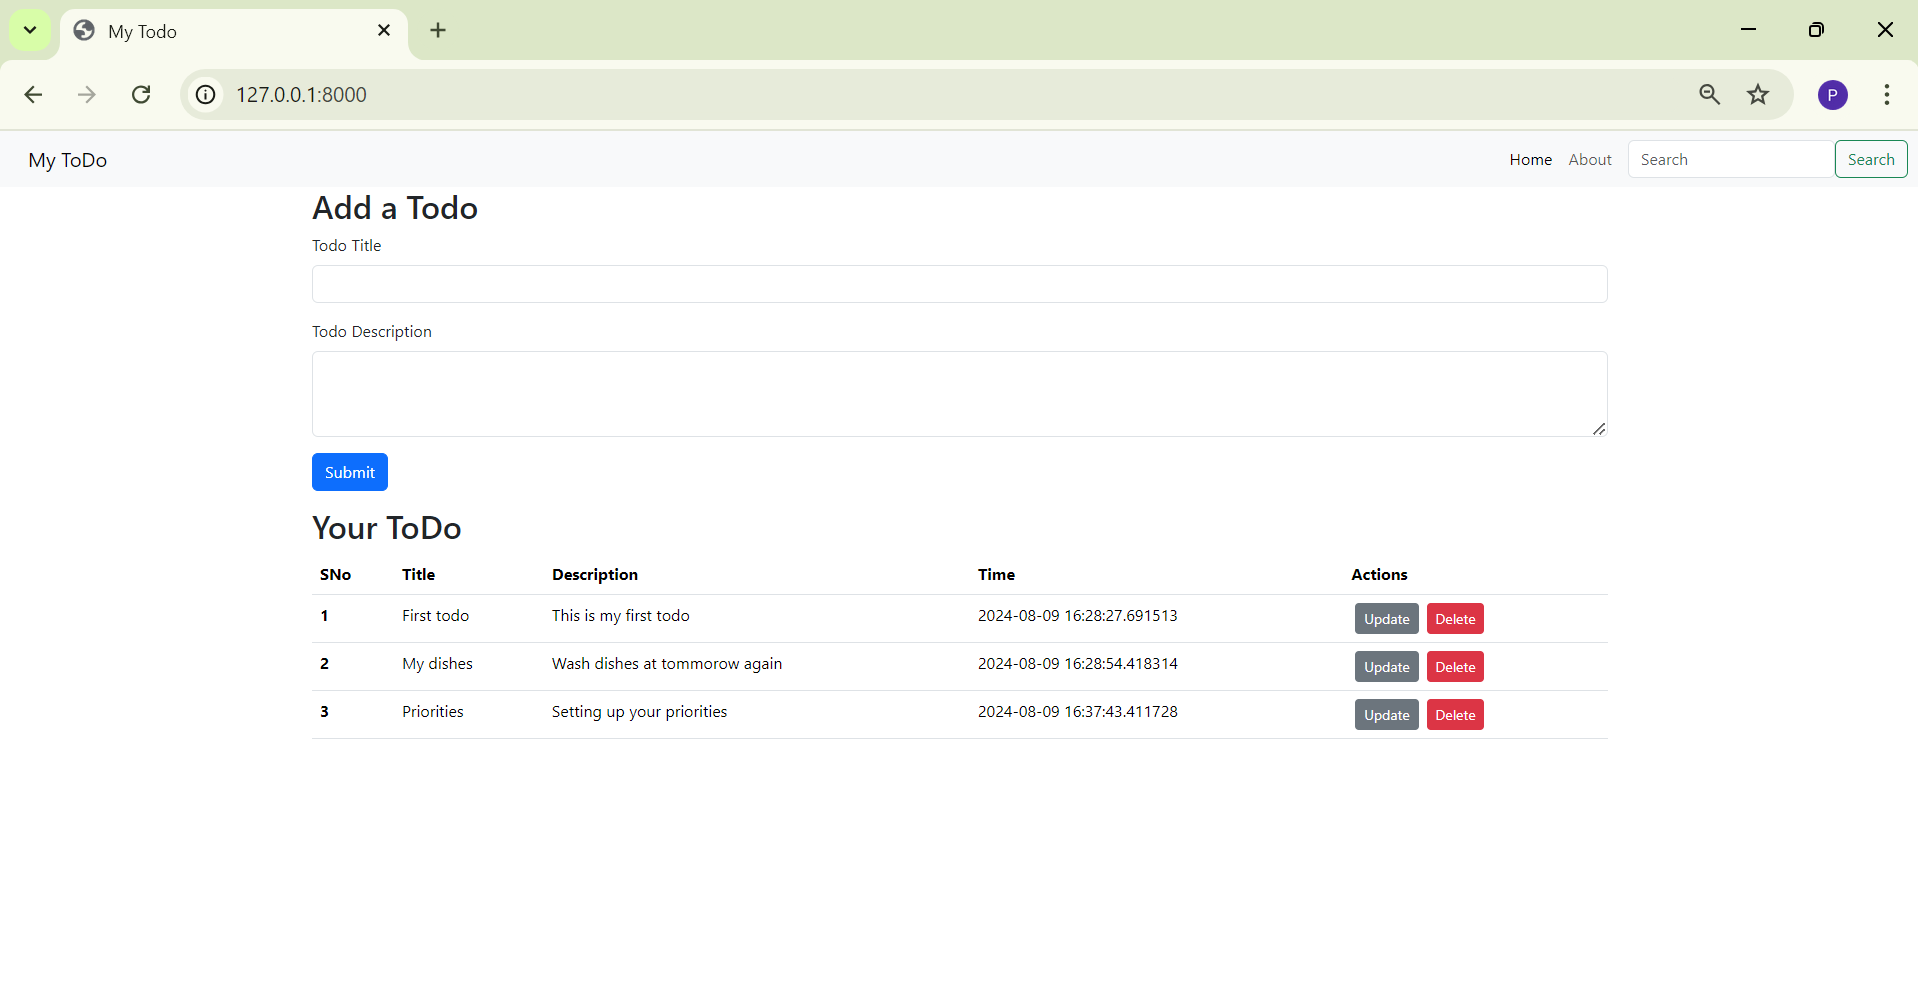 My Todo
127.0.0.1:8000
P
My ToDo Home About Search Search
Add a Todo
Todo Title
Todo Description
Submit
Your ToDo
SNo Title Description Time Actions
1 First todo This is my first todo 2024-08-09 16:28:27.691513 Update Delete
2 My dishes Wash dishes at tommorow again 2024-08-09 16:28:54.418314 Update Delete
3 Priorities Setting up your priorities 2024-08-09 16:37:43.411728 Update Delete